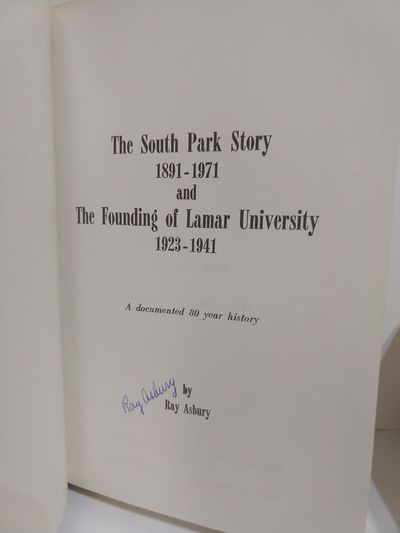 The South Park Story
1891-1971
and
The Founding of Lamar University
1923-1941
A documented 80 year history
Ray Asbury
by
Ray Asbury